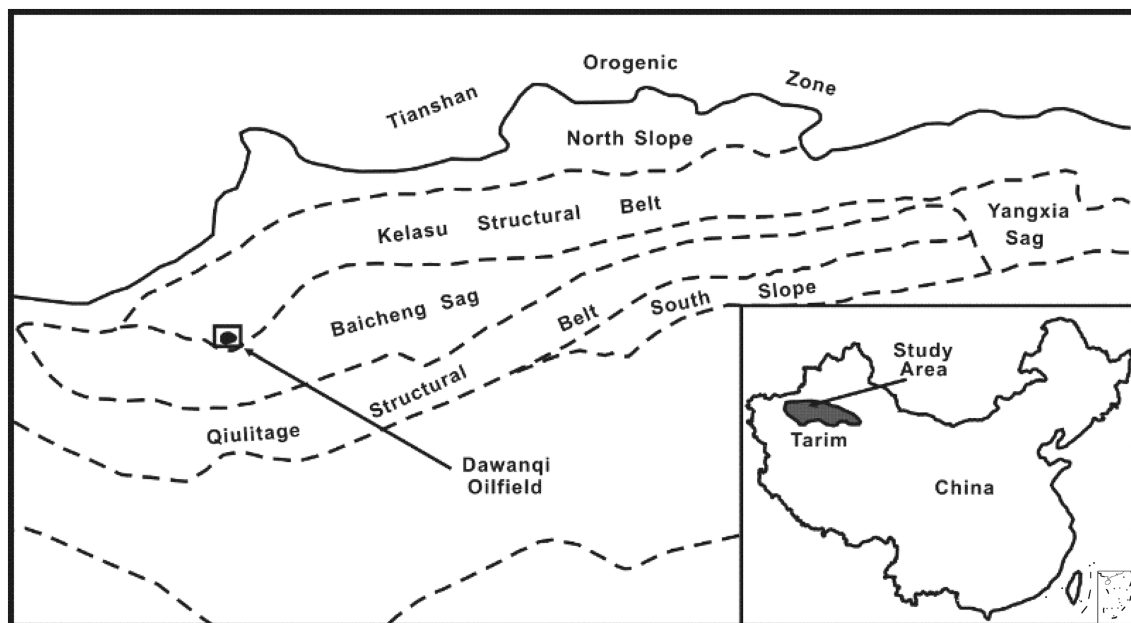 Orogenic
Tianshan
Zone
North Slope
Kelasu Structural Belt
Yangxia
Sag
Baicheng Sag
Belt South Slope
Structural
Qiulitage
Dawanqi
Oilfield
Study
Area
Tarim
China